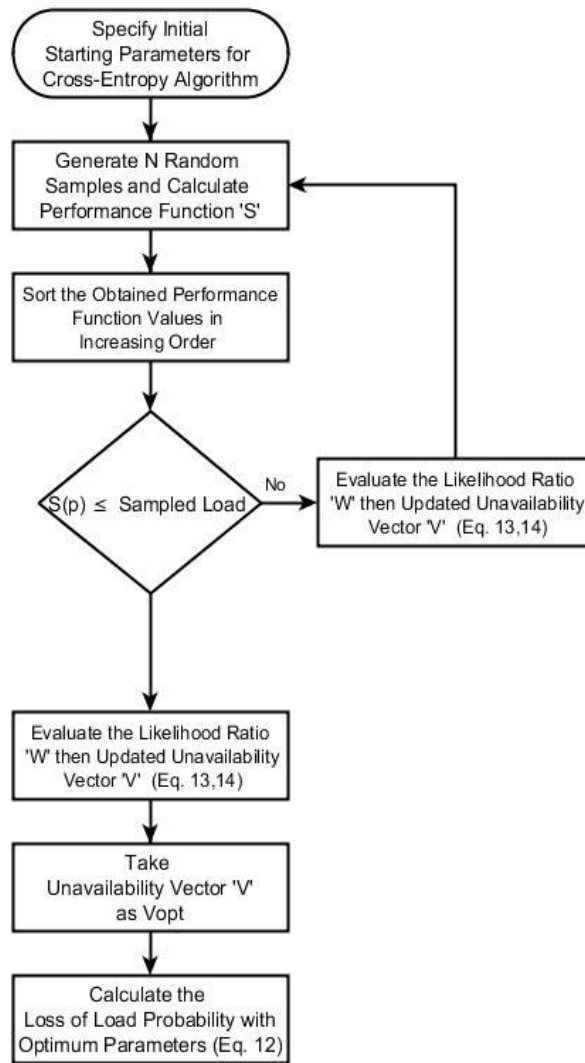 Specify Initial
Starting Parameters for
Cross-Entropy Algorithm
Generate N Random
Samples and Calculate
Performance Function 'S'
Sort the Obtained Performance
Function Values in
Increasing Order
S(p) ≤ Sampled Load
No
Evaluate the Likelihood Ratio
'W' then Updated Unavailability
Vector 'V' (Eq. 13,14)
Evaluate the Likelihood Ratio
'W' then Updated Unavailability
Vector 'V' (Eq. 13,14)
Take
Unavailability Vector 'V'
as Vopt
Calculate the
Loss of Load Probability with
Optimum Parameters (Eq. 12)